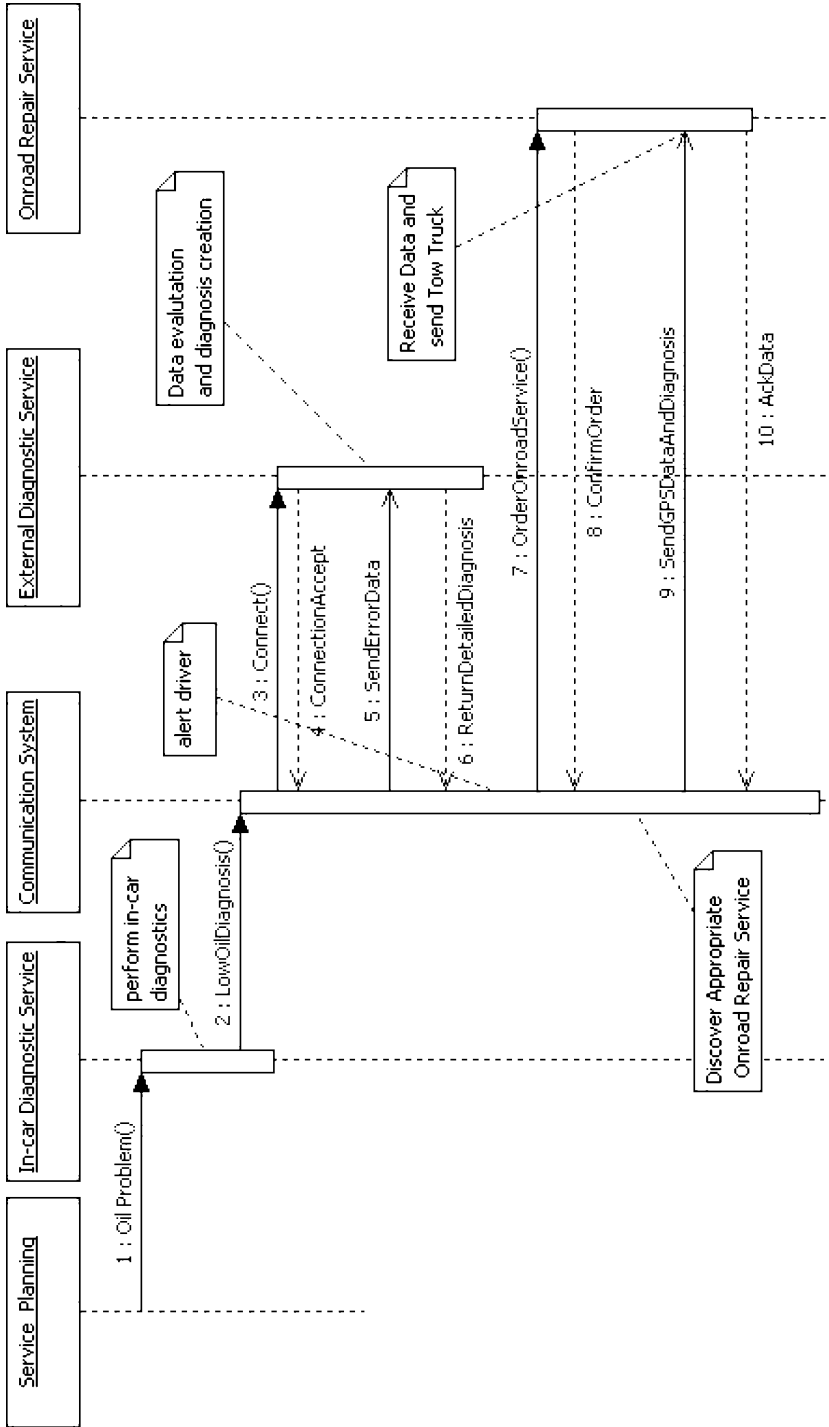 Service Planning
In-car Diagnostic Service
Communication System
External Diagnostic Service
Onroad Repair Service
1 : Oil Problem()
perform in-car
diagnostics
2 : LowOilDiagnosis()
alert driver
3 : Connect()
4 : ConnectionAccept
Data evalutation
and diagnosis creation
5 : SendErrorData
6 : ReturnDetailedDiagnosis
Receive Data and
send Tow Truck
7 : OrderOnroadService()
8 : ConfirmOrder
9 : SendGPSDataAndDiagnosis
10 : AckData
Discover Appropriate
Onroad Repair Service